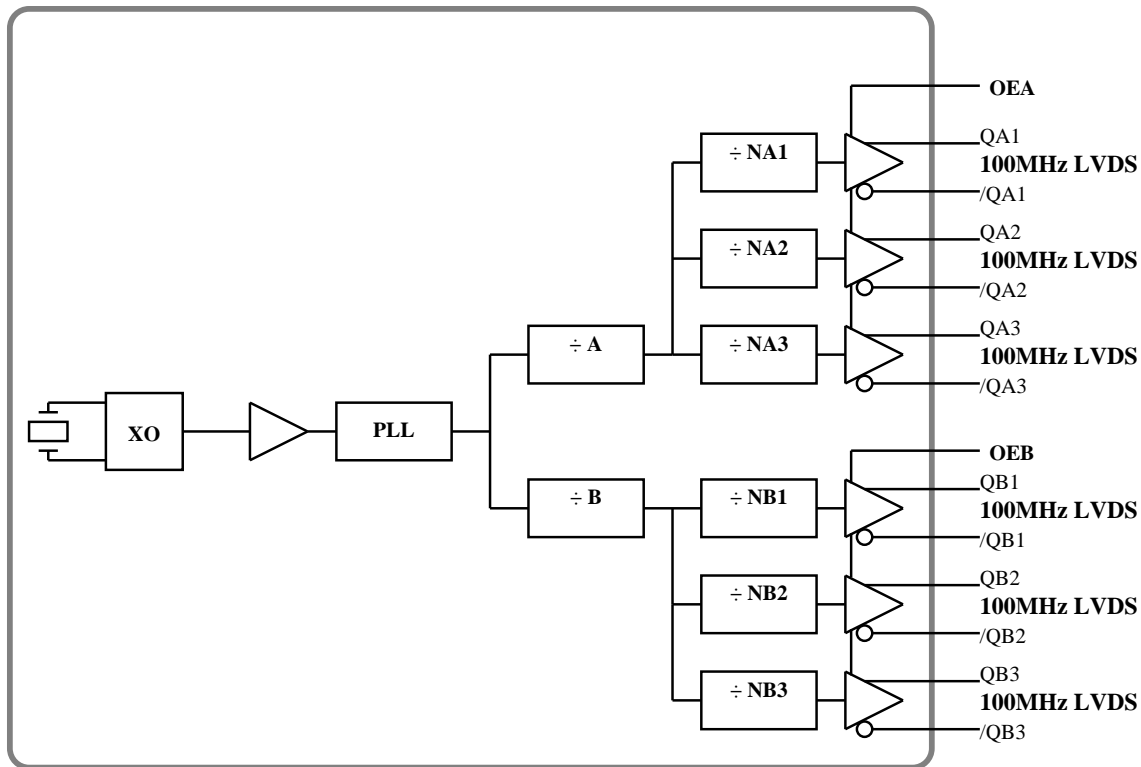 OEA
÷ NA1
QA1
100MHz LVDS
/QA1
÷ NA2
QA2
100MHz LVDS
/QA2
÷ A
÷ NA3
QA3
100MHz LVDS
/QA3
XO
PLL
OEB
÷ B
÷ NB1
QB1
100MHz LVDS
/QB1
÷ NB2
QB2
100MHz LVDS
/QB2
÷ NB3
QB3
100MHz LVDS
/QB3